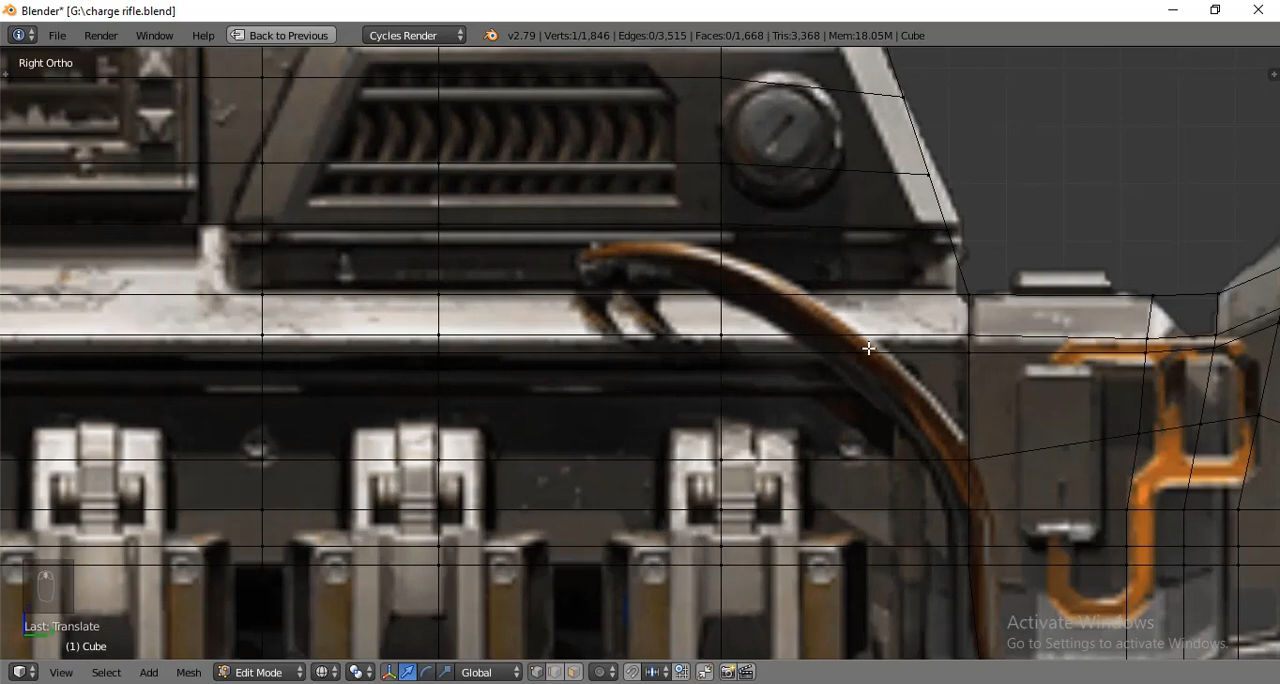 Blender* [G:\charge rifle.blend]
File Render Window Help Back to Previous Cycles Render v2.79 | Verts:1/1,846 | Edges:0/3,515 | Faces:0/1,668 | Tris:3,368 | Mem:18.05M | Cube
Right Ortho
Last: Translate
(1) Cube
Activate Windows
Go to Settings to activate Windows.
View Select Add Mesh Edit Mode Global